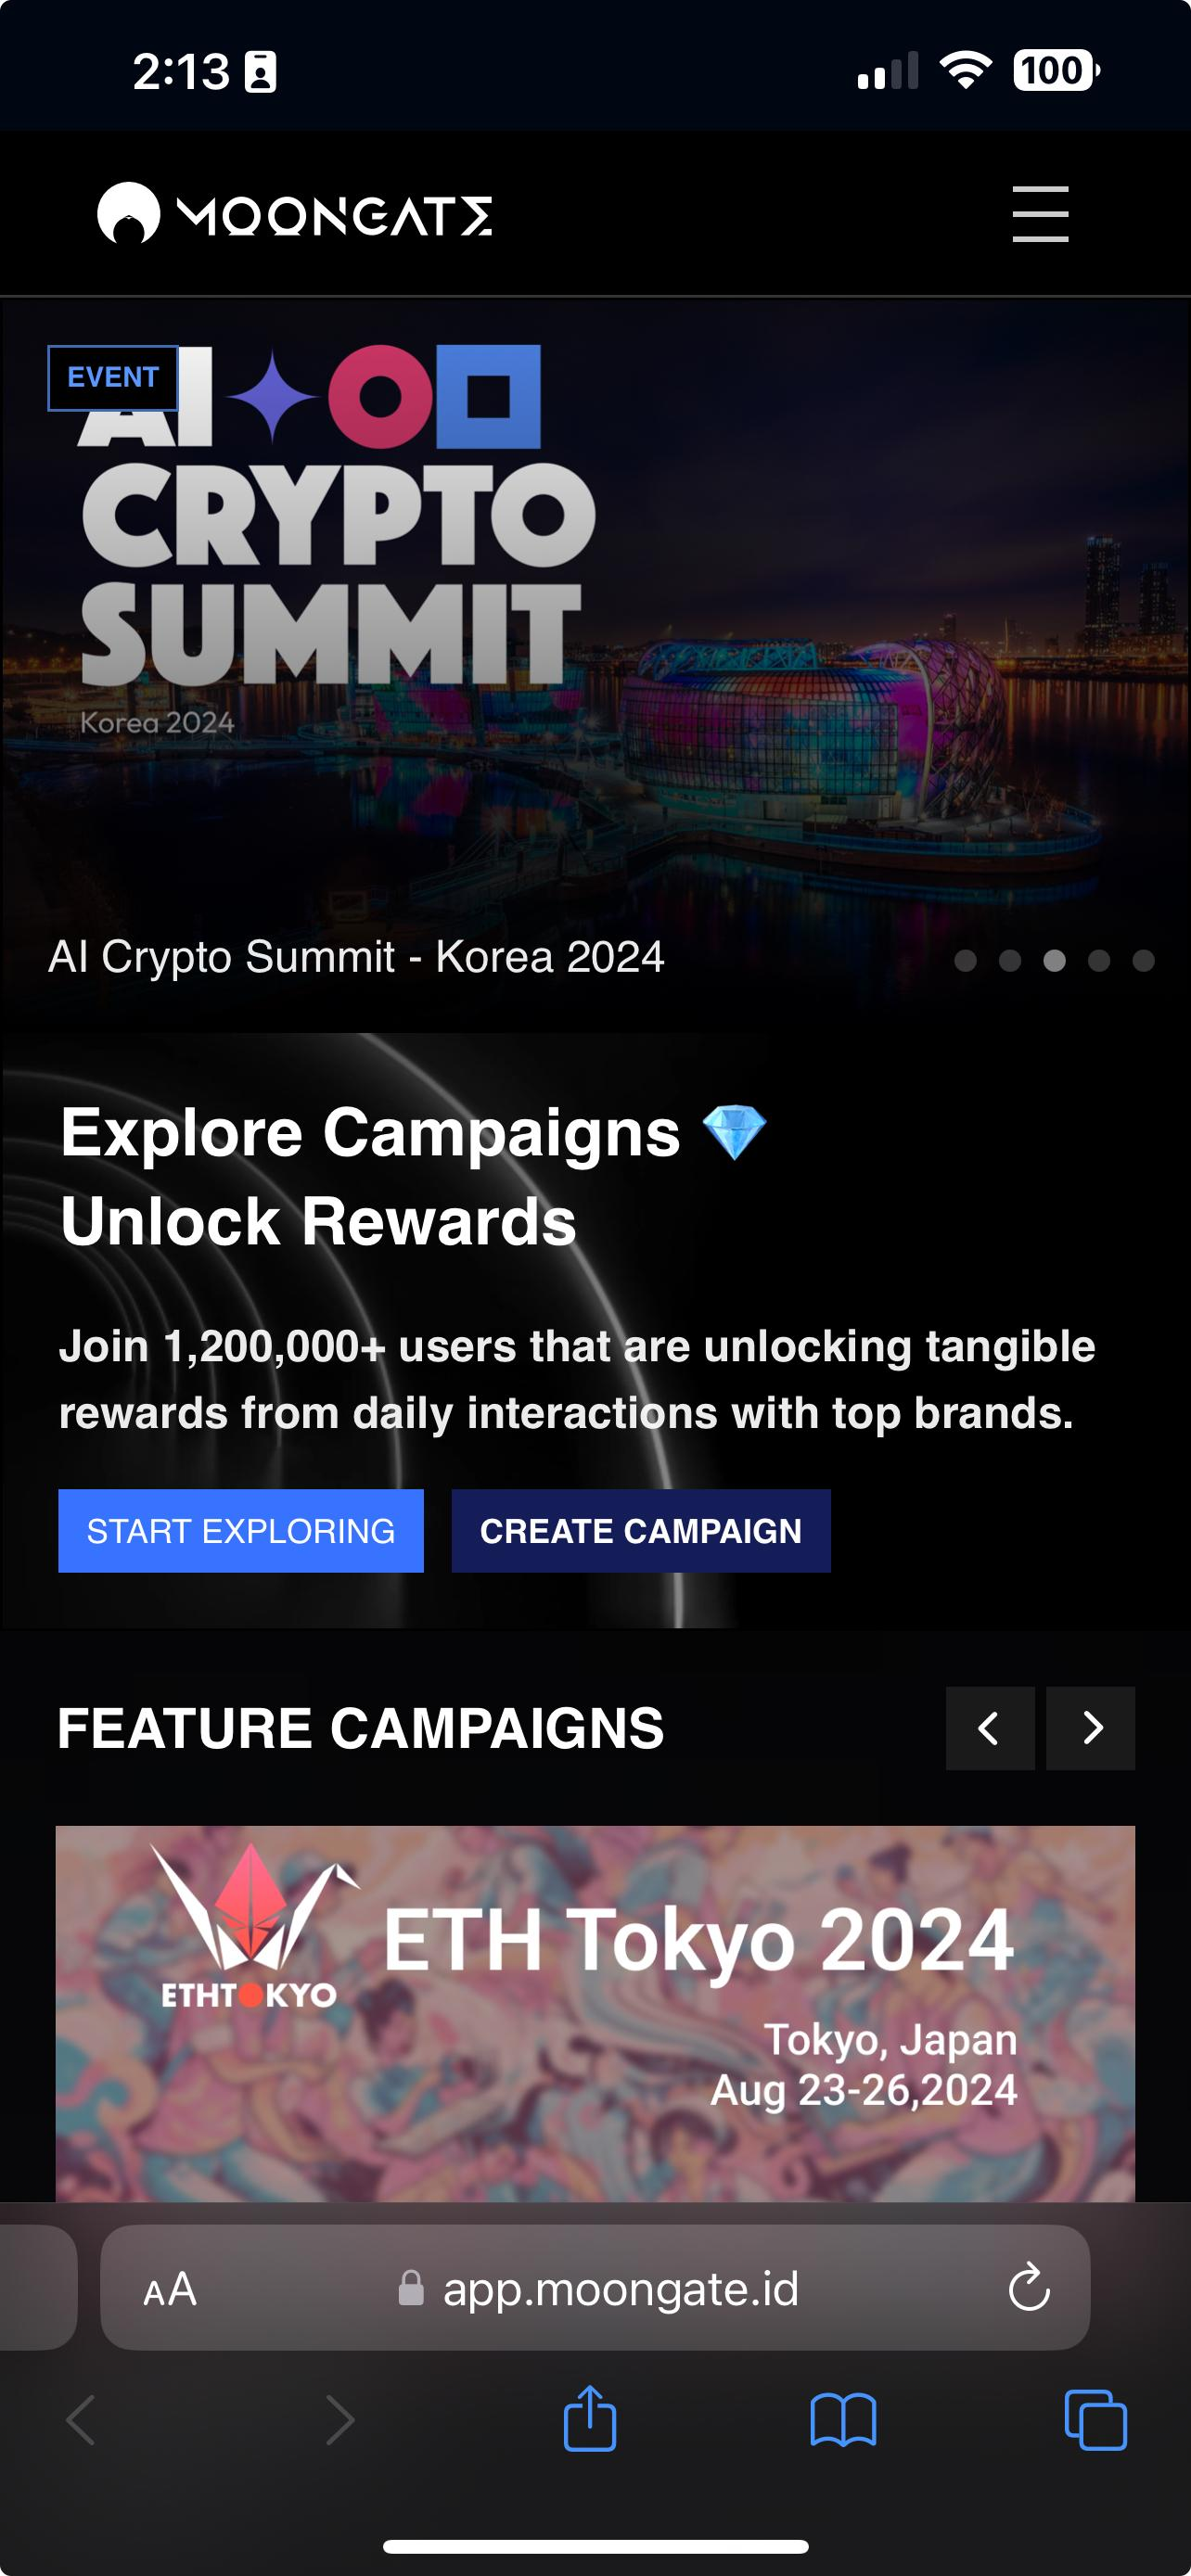 2:13
100
MOONGATE
EVENT
AI
CRYPTO
SUMMIT
Korea 2024
AI Crypto Summit - Korea 2024
Explore Campaigns 💎
Unlock Rewards
Join 1,200,000+ users that are unlocking tangible
rewards from daily interactions with top brands.
START EXPLORING
CREATE CAMPAIGN
FEATURE CAMPAIGNS
ETHTOKYO
ETH Tokyo 2024
Tokyo, Japan
Aug 23-26,2024
AA
app.moongate.id